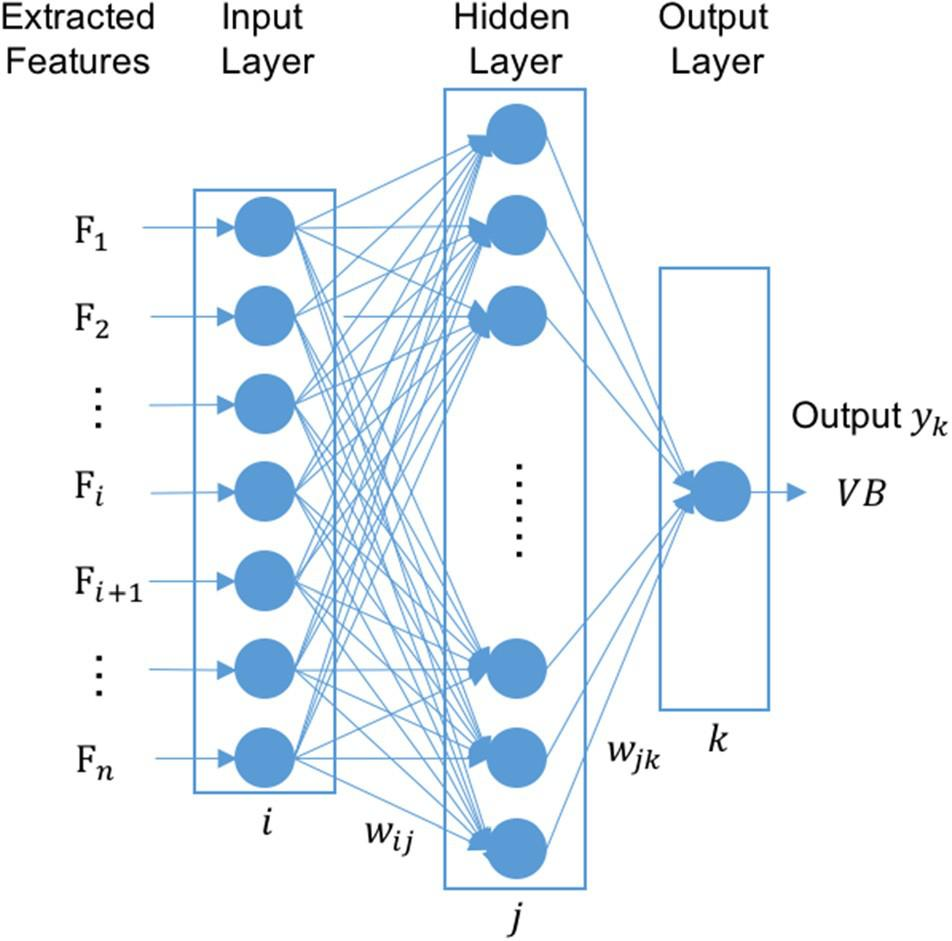 Extracted
Features
Input
Layer
Hidden
Layer
Output
Layer
F₁
F₂
⋮
Fᵢ
Fᵢ₊₁
⋮
Fₙ
Output yₖ
VB
i
wᵢⱼ
j
wⱼₖ
k